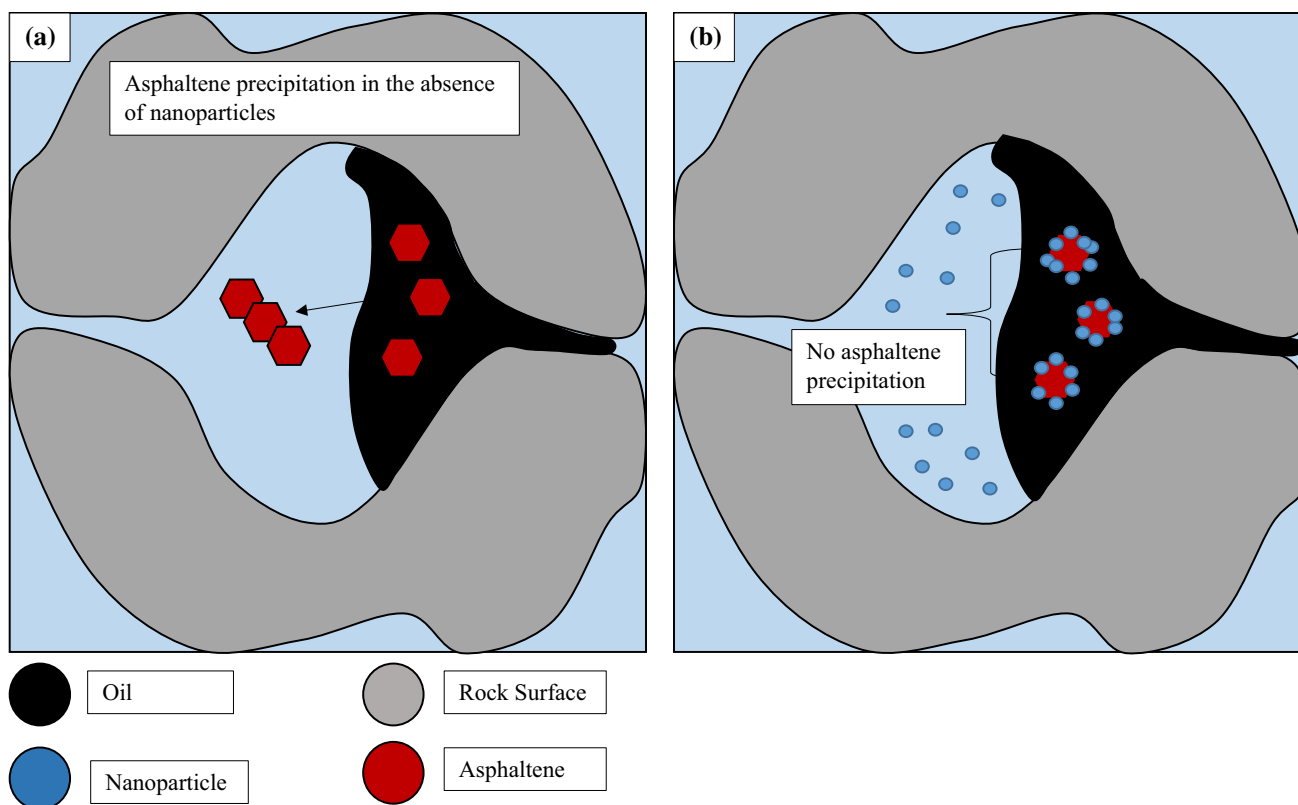 (a)
Asphaltene precipitation in the absence
of nanoparticles
(b)
No asphaltene
precipitation
Oil
Rock Surface
Nanoparticle
Asphaltene